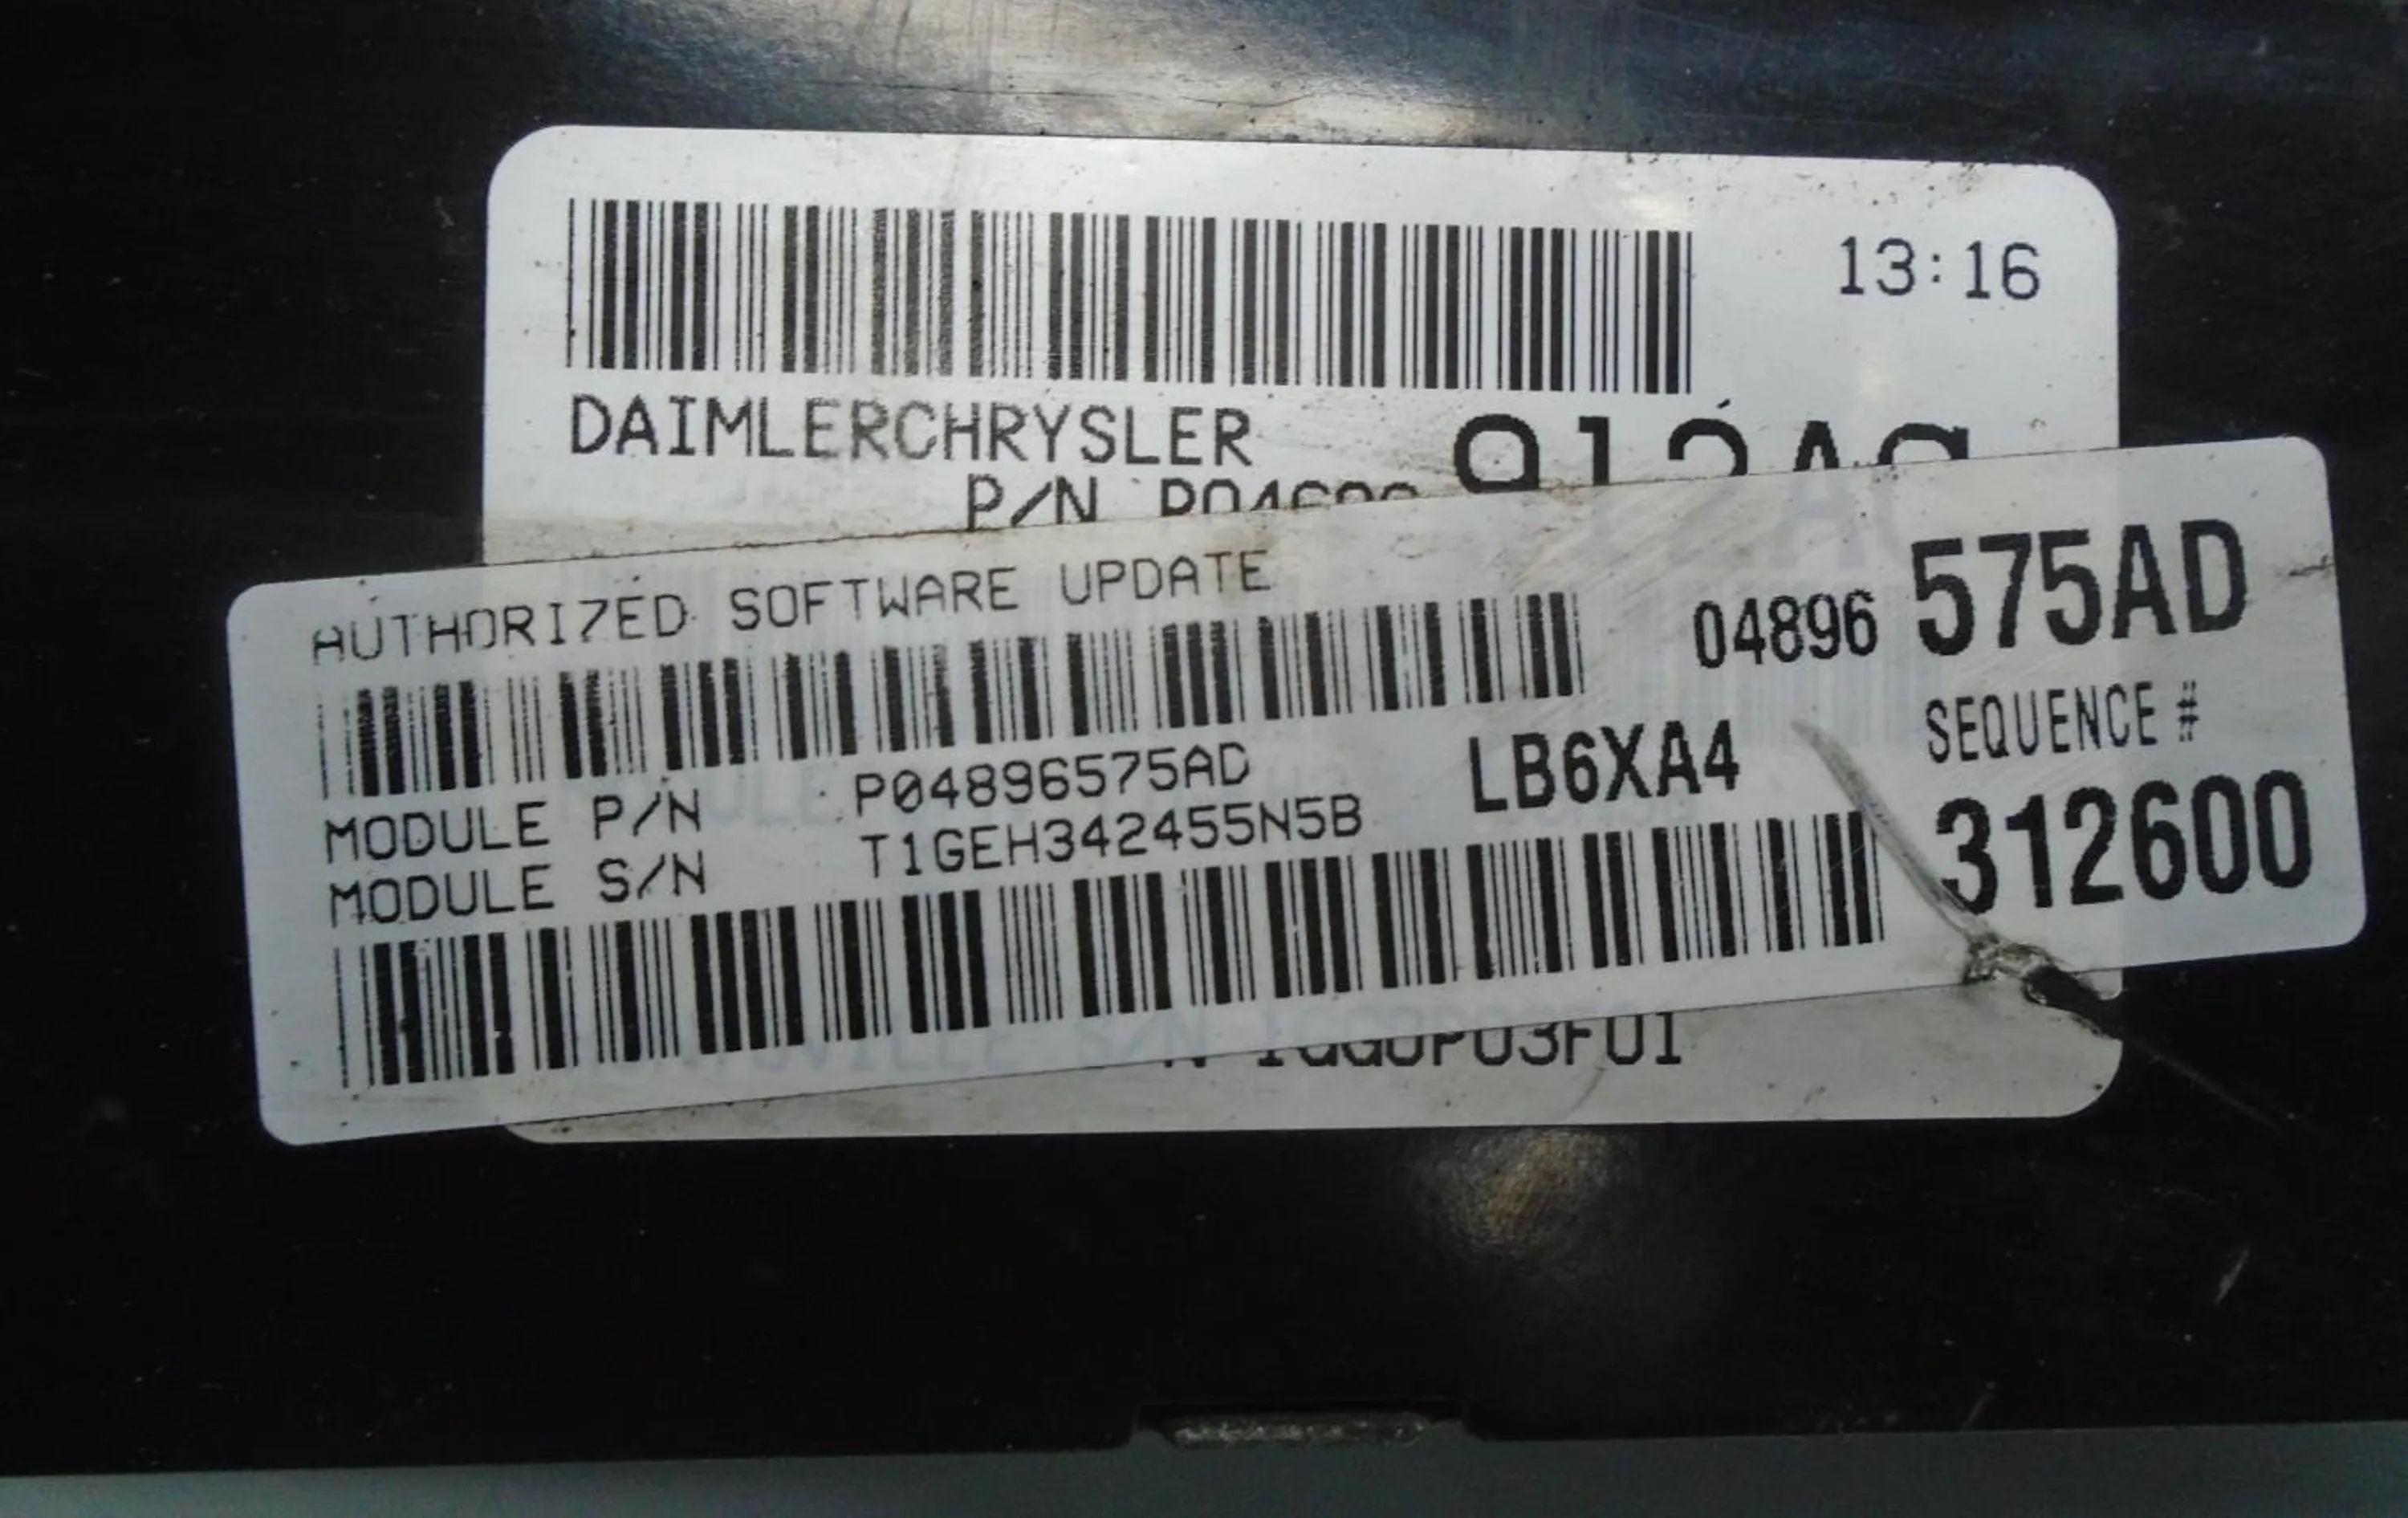 13:16
DAIMLERCHRYSLER
P/N
AUTHORIZED SOFTWARE UPDATE
04896 575AD
MODULE P/N P04896575AD
LB6XA4
SEQUENCE #
MODULE S/N T1GEH342455N5B
312600